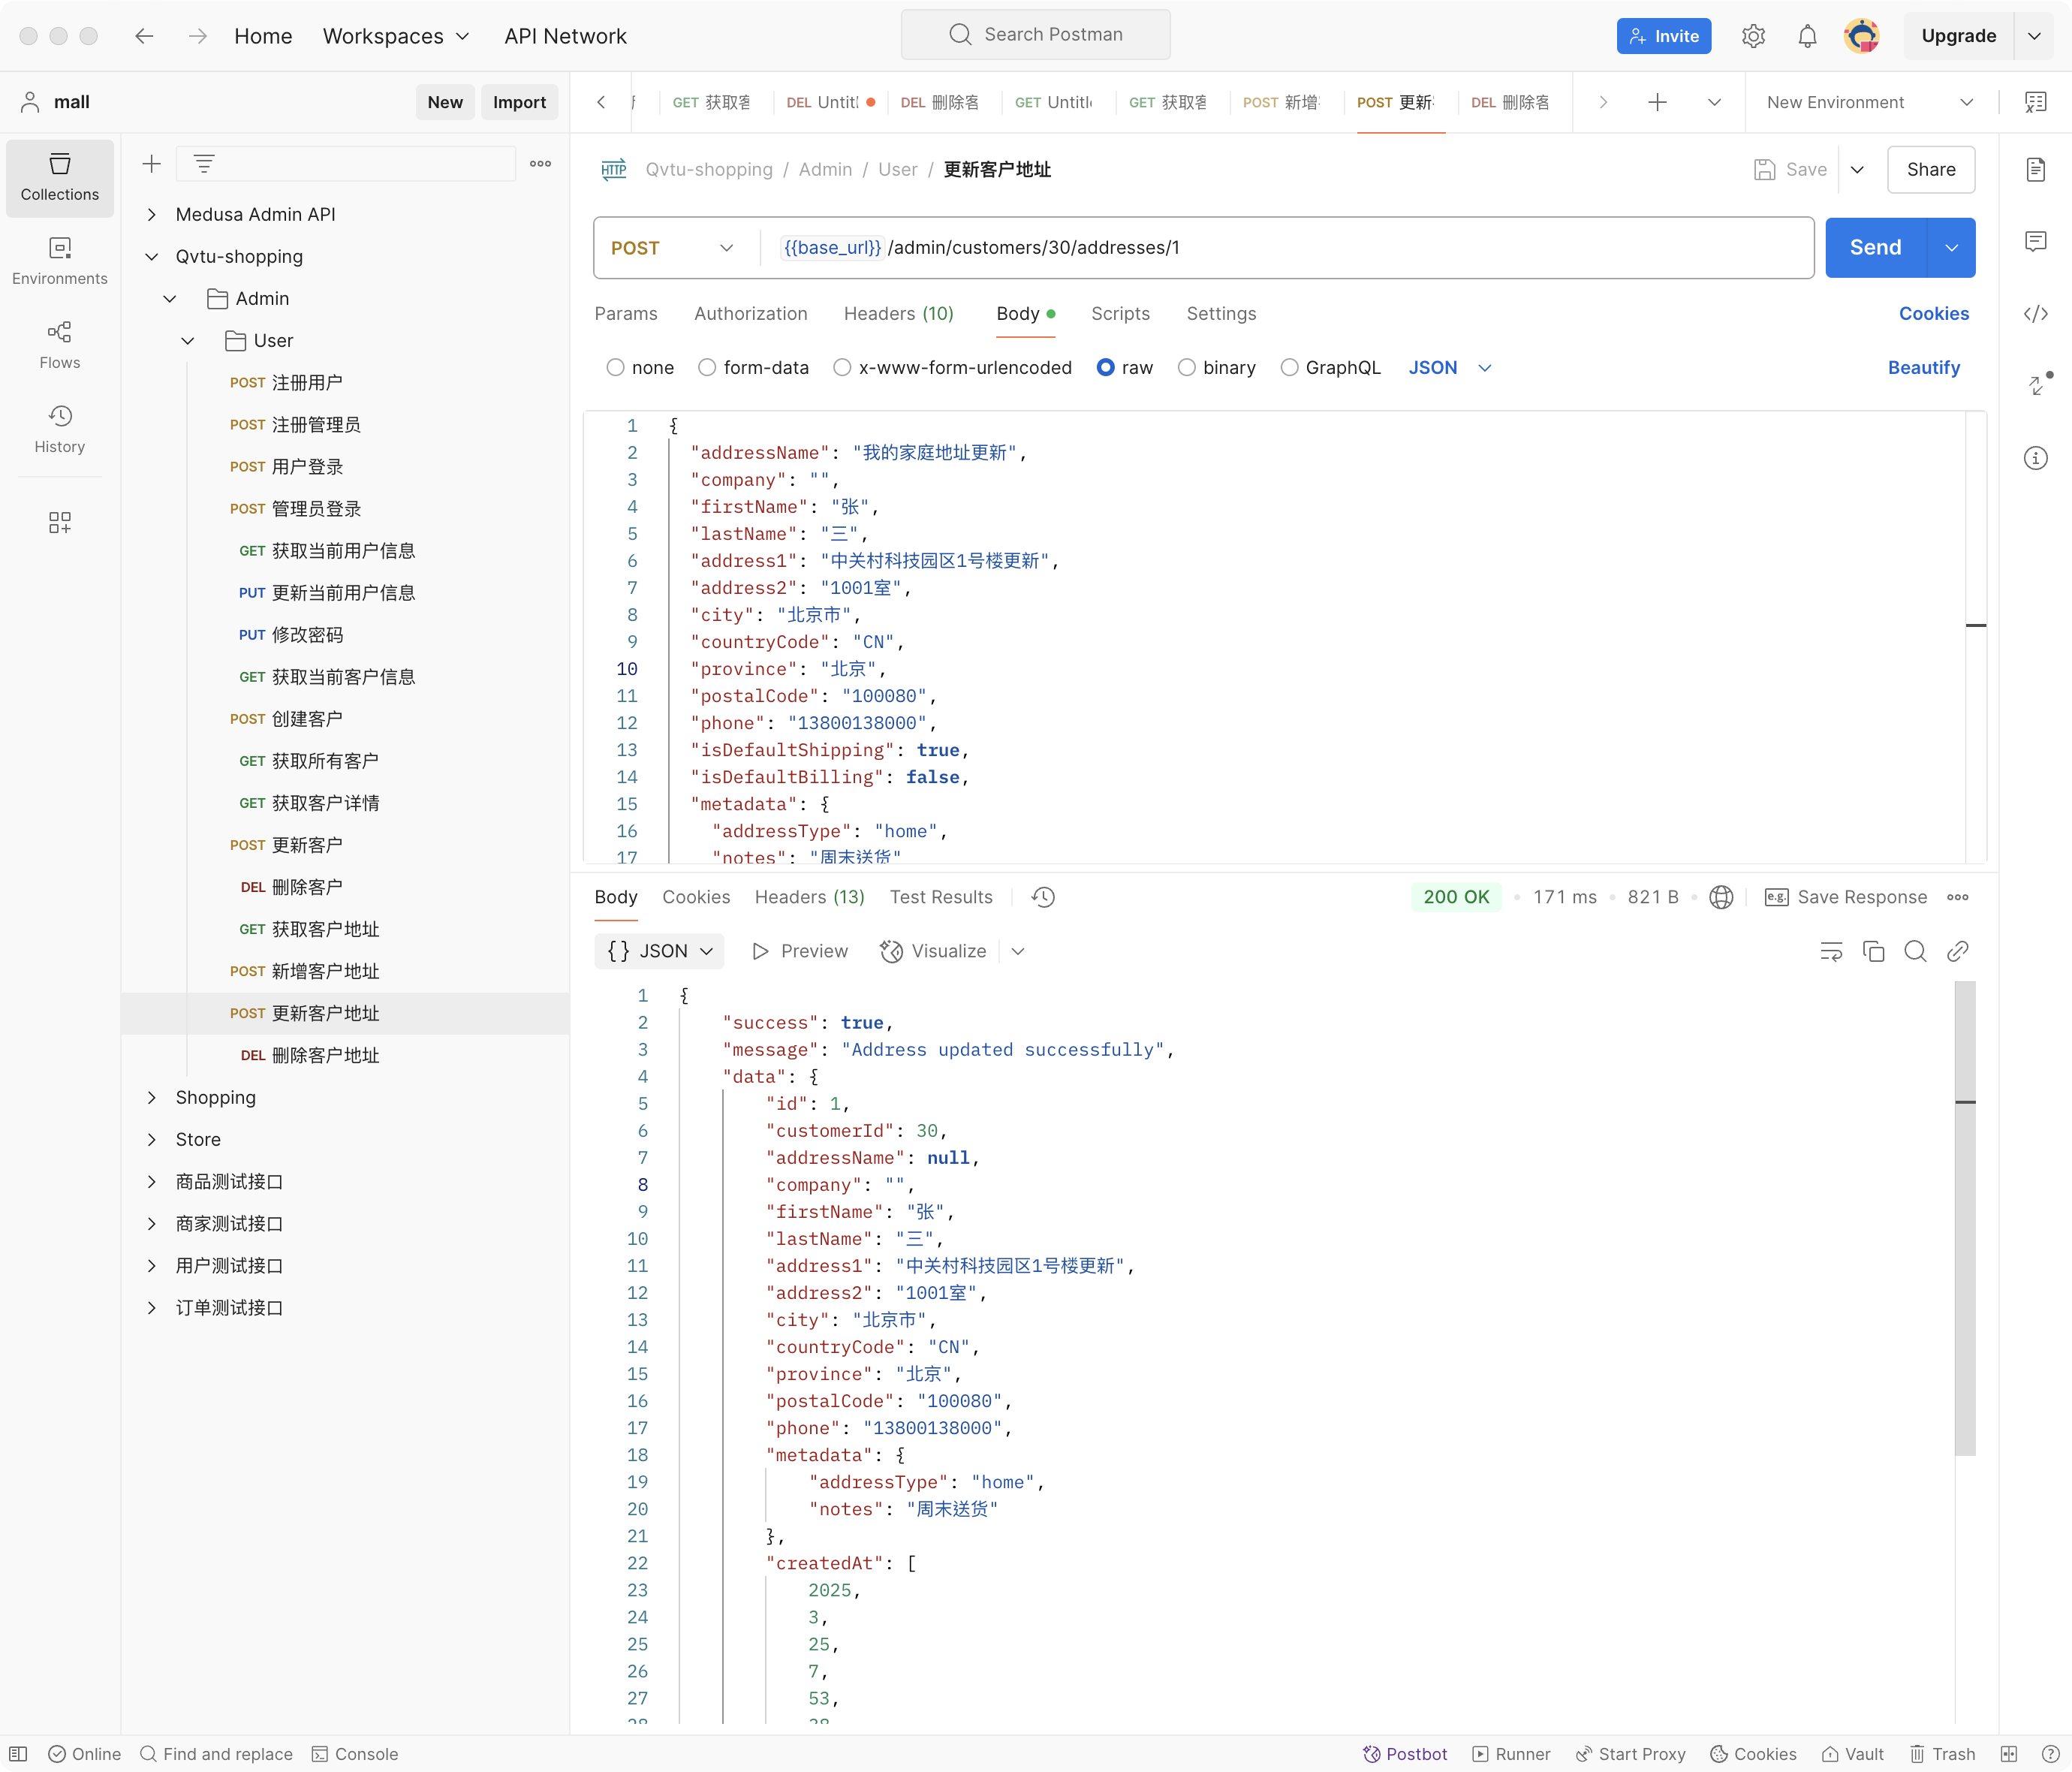 Home Workspaces API Network Search Postman Invite Upgrade
mall New Import
GET 获取客 DEL Untitl DEL 删除客 GET Untitl GET 获取客 POST 新增 POST 更新 DEL 删除客 New Environment
Collections
Environments
Flows
History
Medusa Admin API
Qvtu-shopping
Admin
User
POST 注册用户
POST 注册管理员
POST 用户登录
POST 管理员登录
GET 获取当前用户信息
PUT 更新当前用户信息
PUT 修改密码
GET 获取当前客户信息
POST 创建客户
GET 获取所有客户
GET 获取客户详情
POST 更新客户
DEL 删除客户
GET 获取客户地址
POST 新增客户地址
POST 更新客户地址
DEL 删除客户地址
Shopping
Store
商品测试接口
商家测试接口
用户测试接口
订单测试接口
HTTP Qvtu-shopping / Admin / User / 更新客户地址 Save Share
POST {{base_url}}/admin/customers/30/addresses/1 Send
Params Authorization Headers (10) Body Scripts Settings Cookies
none form-data x-www-form-urlencoded raw binary GraphQL JSON Beautify
1 {
2 "addressName": "我的家庭地址更新",
3 "company": "",
4 "firstName": "张",
5 "lastName": "三",
6 "address1": "中关村科技园区1号楼更新",
7 "address2": "1001室",
8 "city": "北京市",
9 "countryCode": "CN",
10 "province": "北京",
11 "postalCode": "100080",
12 "phone": "13800138000",
13 "isDefaultShipping": true,
14 "isDefaultBilling": false,
15 "metadata": {
16 "addressType": "home",
17 "notes": "周末送货"
Body Cookies Headers (13) Test Results 200 OK • 171 ms • 821 B • e.g. Save Response
{} JSON Preview Visualize
1 {
2 "success": true,
3 "message": "Address updated successfully",
4 "data": {
5 "id": 1,
6 "customerId": 30,
7 "addressName": null,
8 "company": "",
9 "firstName": "张",
10 "lastName": "三",
11 "address1": "中关村科技园区1号楼更新",
12 "address2": "1001室",
13 "city": "北京市",
14 "countryCode": "CN",
15 "province": "北京",
16 "postalCode": "100080",
17 "phone": "13800138000",
18 "metadata": {
19 "addressType": "home",
20 "notes": "周末送货"
21 },
22 "createdAt": [
23 2025,
24 3,
25 25,
26 7,
27 53,
Online Find and replace Console Postbot Runner Start Proxy Cookies Vault Trash